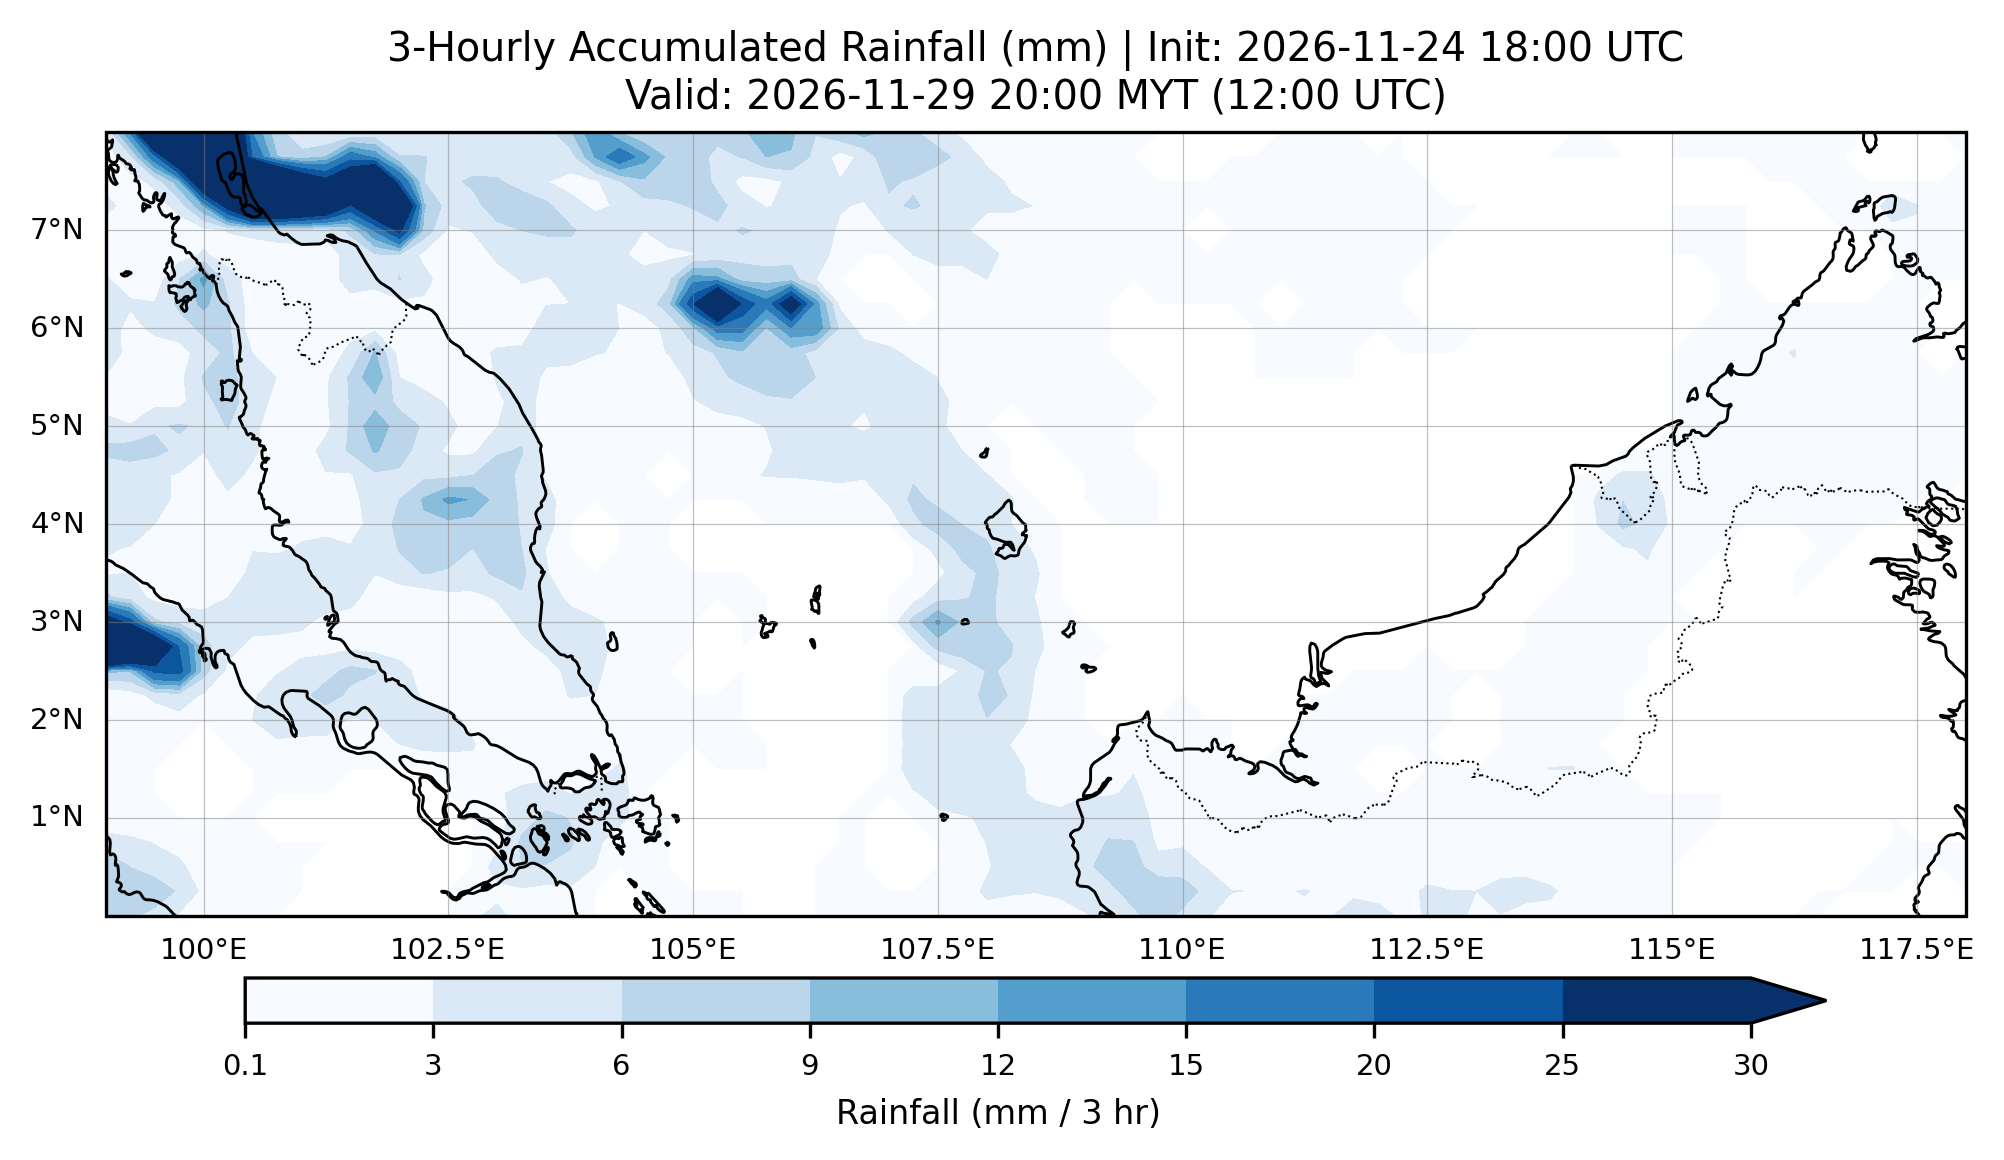 3-Hourly Accumulated Rainfall (mm) | Init: 2026-11-24 18:00 UTC
Valid: 2026-11-29 20:00 MYT (12:00 UTC)
7°N
6°N
5°N
4°N
3°N
2°N
1°N
100°E 102.5°E 105°E 107.5°E 110°E 112.5°E 115°E 117.5°E
0.1 3 6 9 12 15 20 25 30
Rainfall (mm / 3 hr)